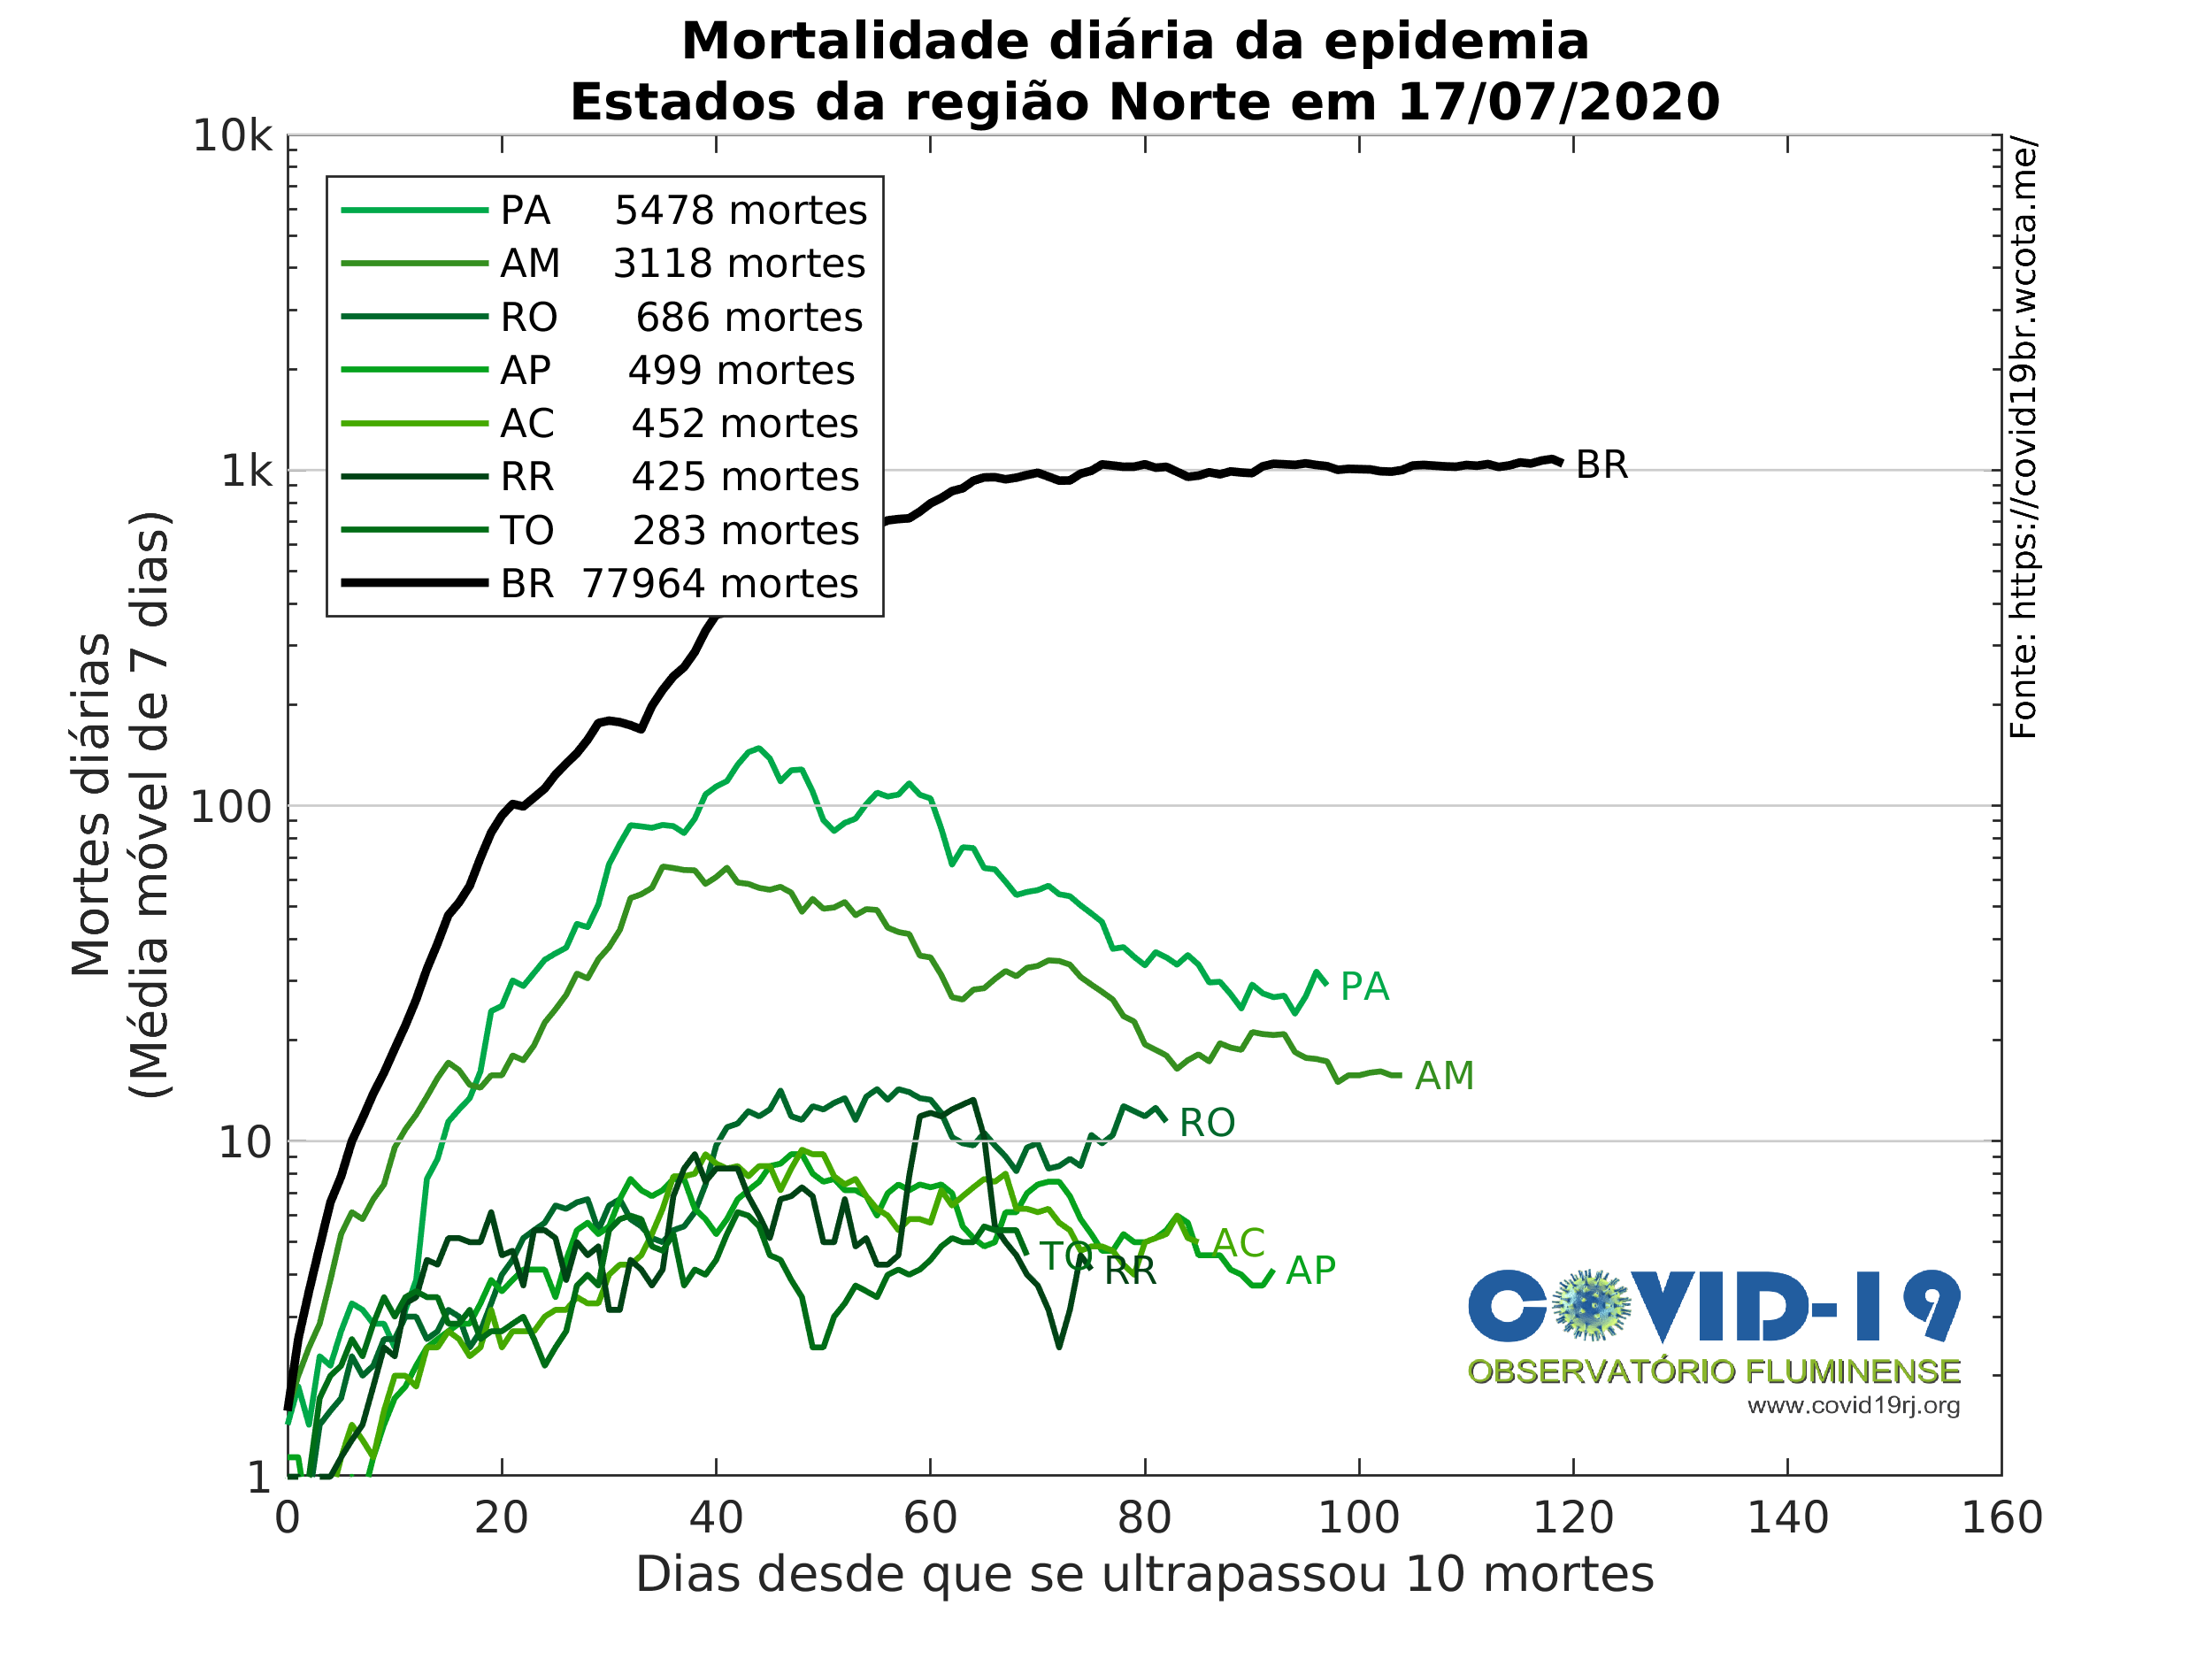 Mortalidade diária da epidemia
Estados da região Norte em 17/07/2020
10k
1k
100
10
1
Mortes diárias
(Média móvel de 7 dias)
PA 5478 mortes
AM 3118 mortes
RO 686 mortes
AP 499 mortes
AC 452 mortes
RR 425 mortes
TO 283 mortes
BR 77964 mortes
BR
PA
AM
RO
AC
TO
RR
AP
Fonte: https://covid19br.wcota.me/
COVID-19
OBSERVATÓRIO FLUMINENSE
www.covid19rj.org
0 20 40 60 80 100 120 140 160
Dias desde que se ultrapassou 10 mortes